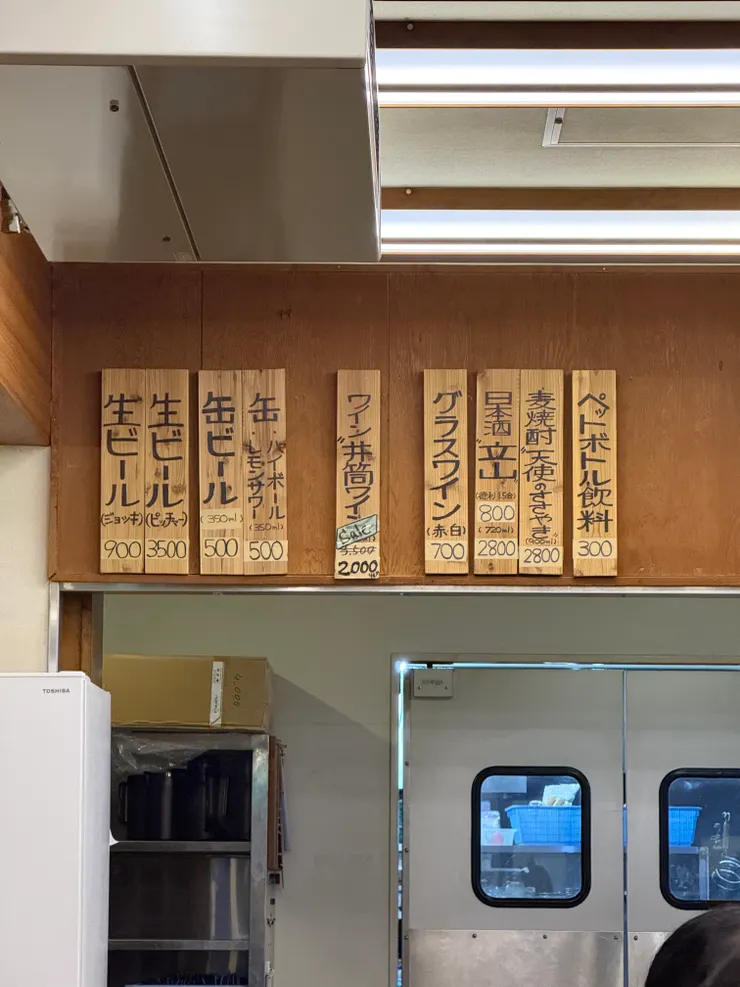 生ビール
(ジョッキ)
900
生ビール
(ピッチャー)
3500
缶ビール
(350ml)
500
缶・ハイボール
レモンサワー
(350ml)
500
ワイン"井筒ワイン
Sale
3,500
2,000
グラスワイン
(赤・白)
700
日本酒"立山"
800
(720ml)
2800
麦焼酎"天使のささやき"
(900ml)
2800
ペットボトル飲料
300
TOSHIBA